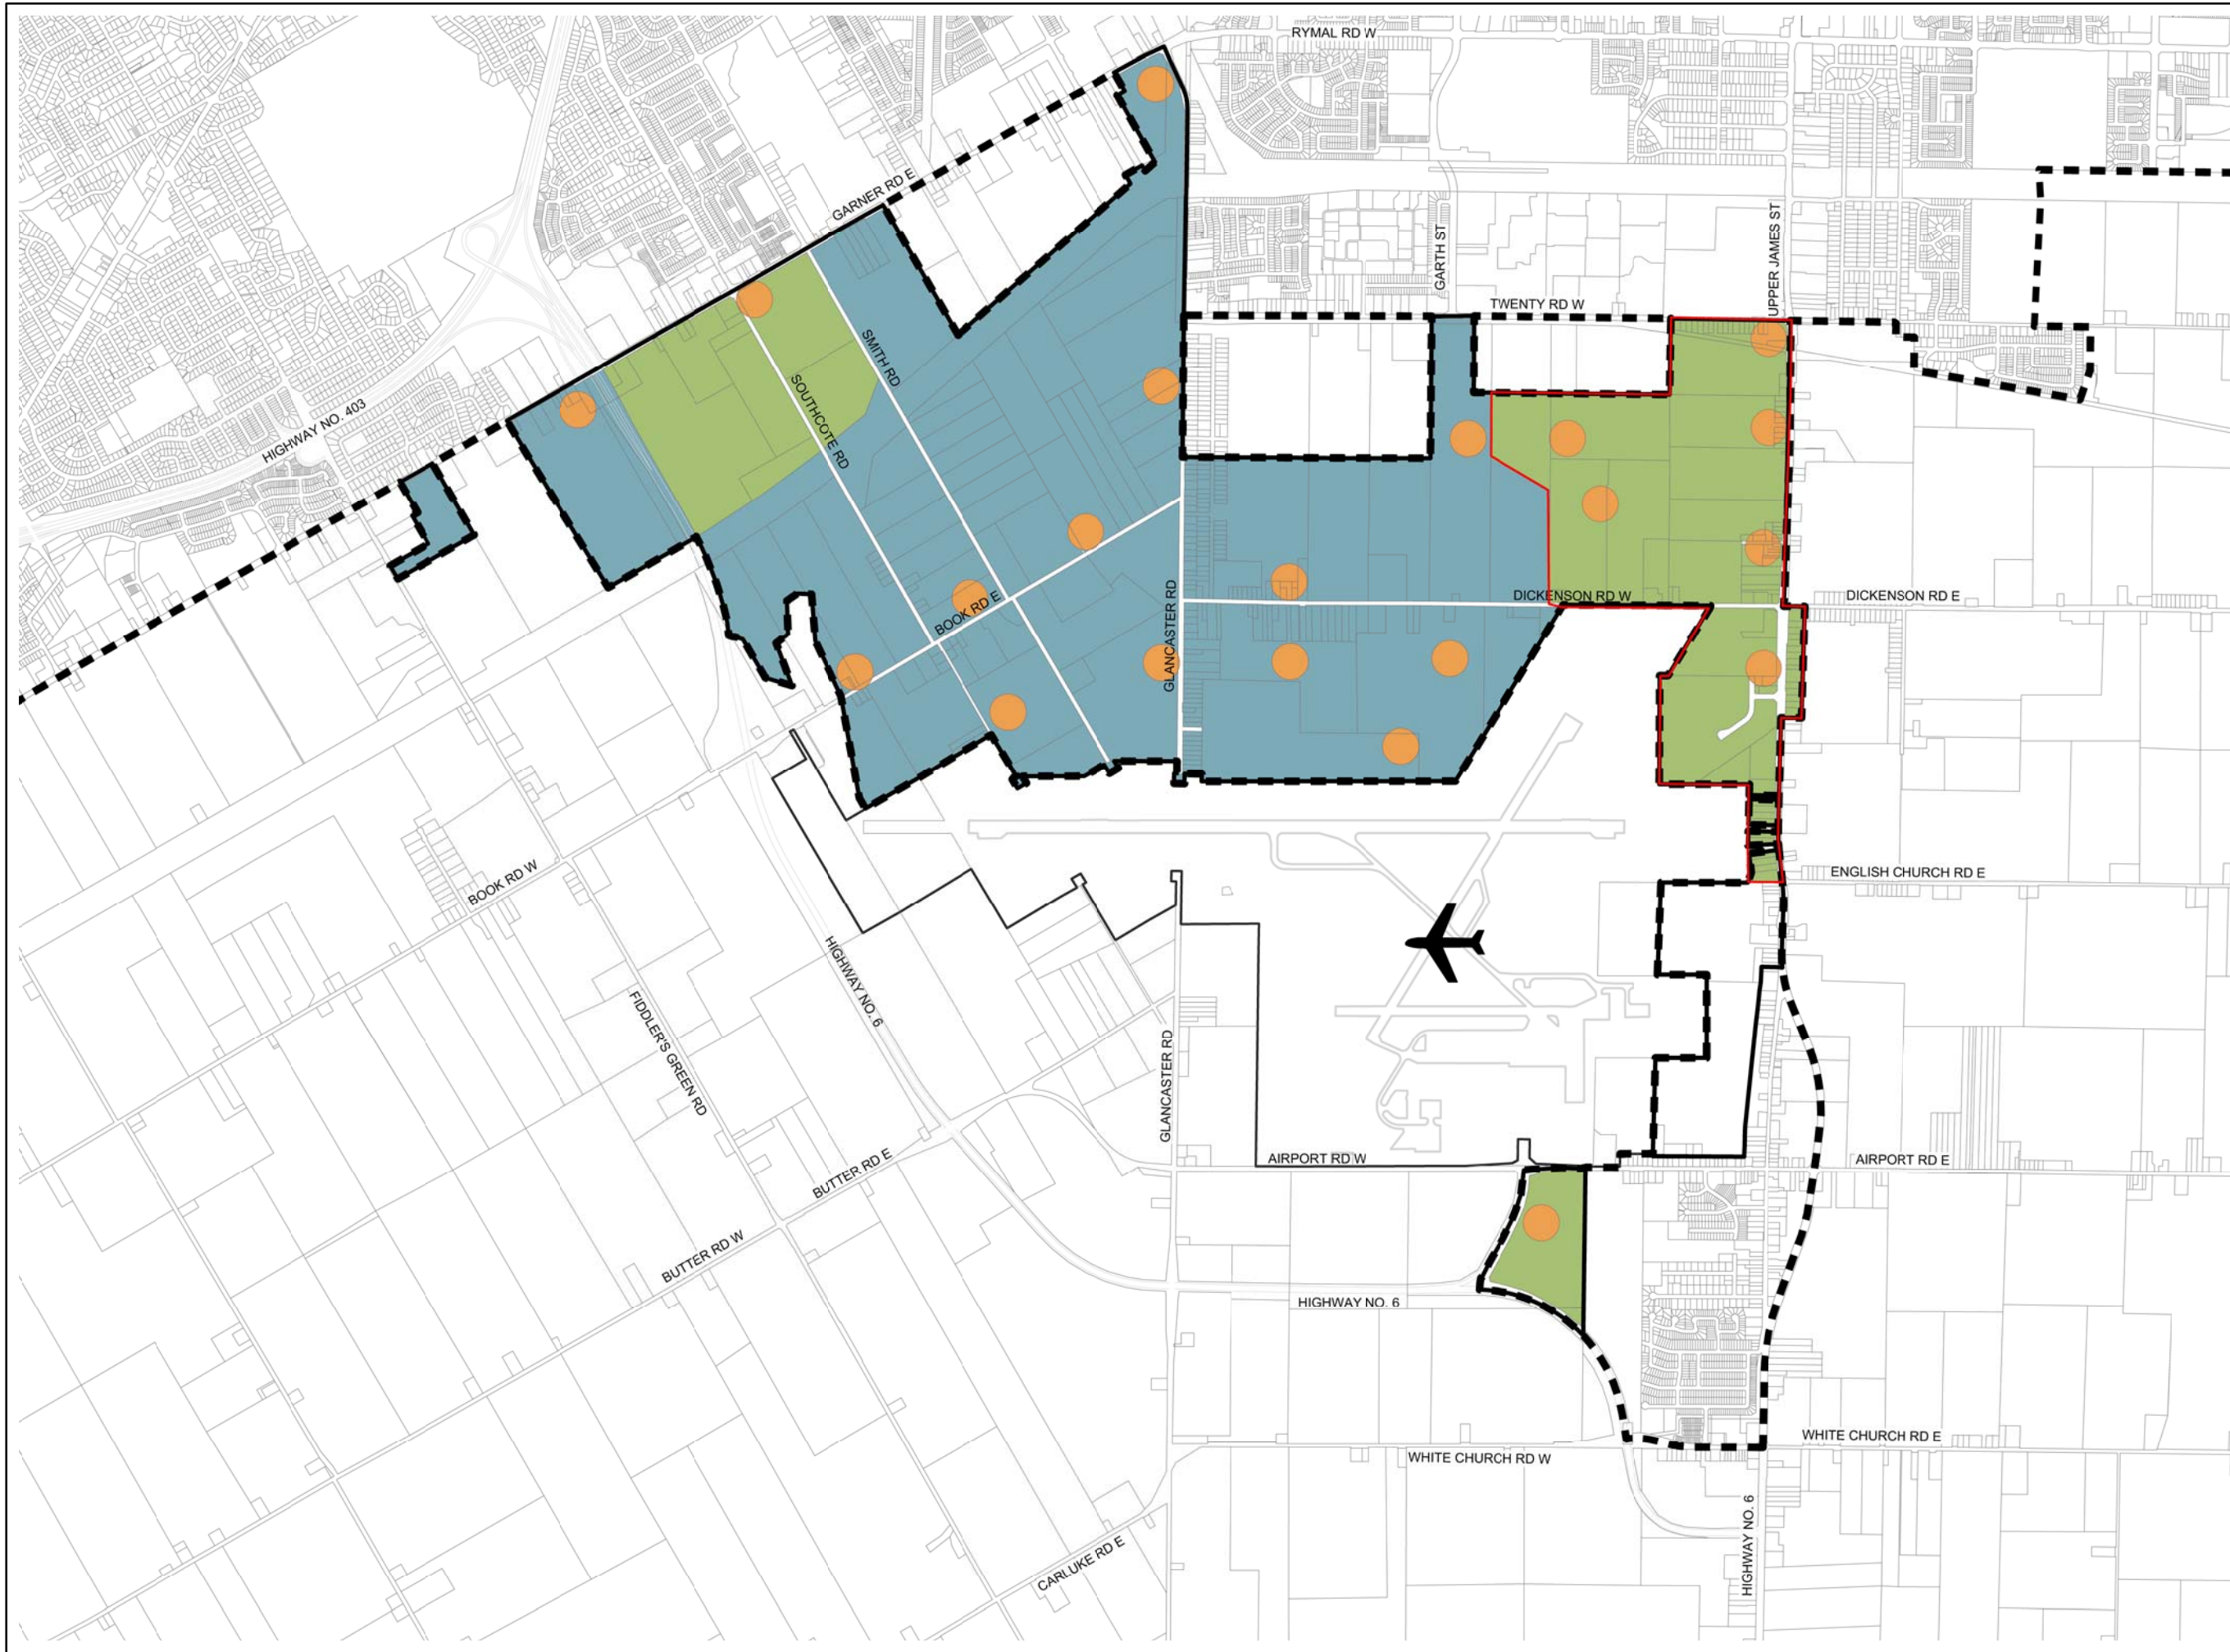 RYMAL RD W
GARNER RD E
GARTH ST
UPPER JAMES ST
TWENTY RD W
SMITH RD
SOUTHCOTE RD
HIGHWAY NO. 403
DICKENSON RD W
DICKENSON RD E
BOOK RD E
GLANCASTER RD
BOOK RD W
ENGLISH CHURCH RD E
HIGHWAY NO. 6
FIDDLER'S GREEN RD
GLANCASTER RD
AIRPORT RD W
AIRPORT RD E
BUTTER RD E
BUTTER RD W
HIGHWAY NO. 6
WHITE CHURCH RD E
WHITE CHURCH RD W
HIGHWAY NO. 6
CARLUKE RD E